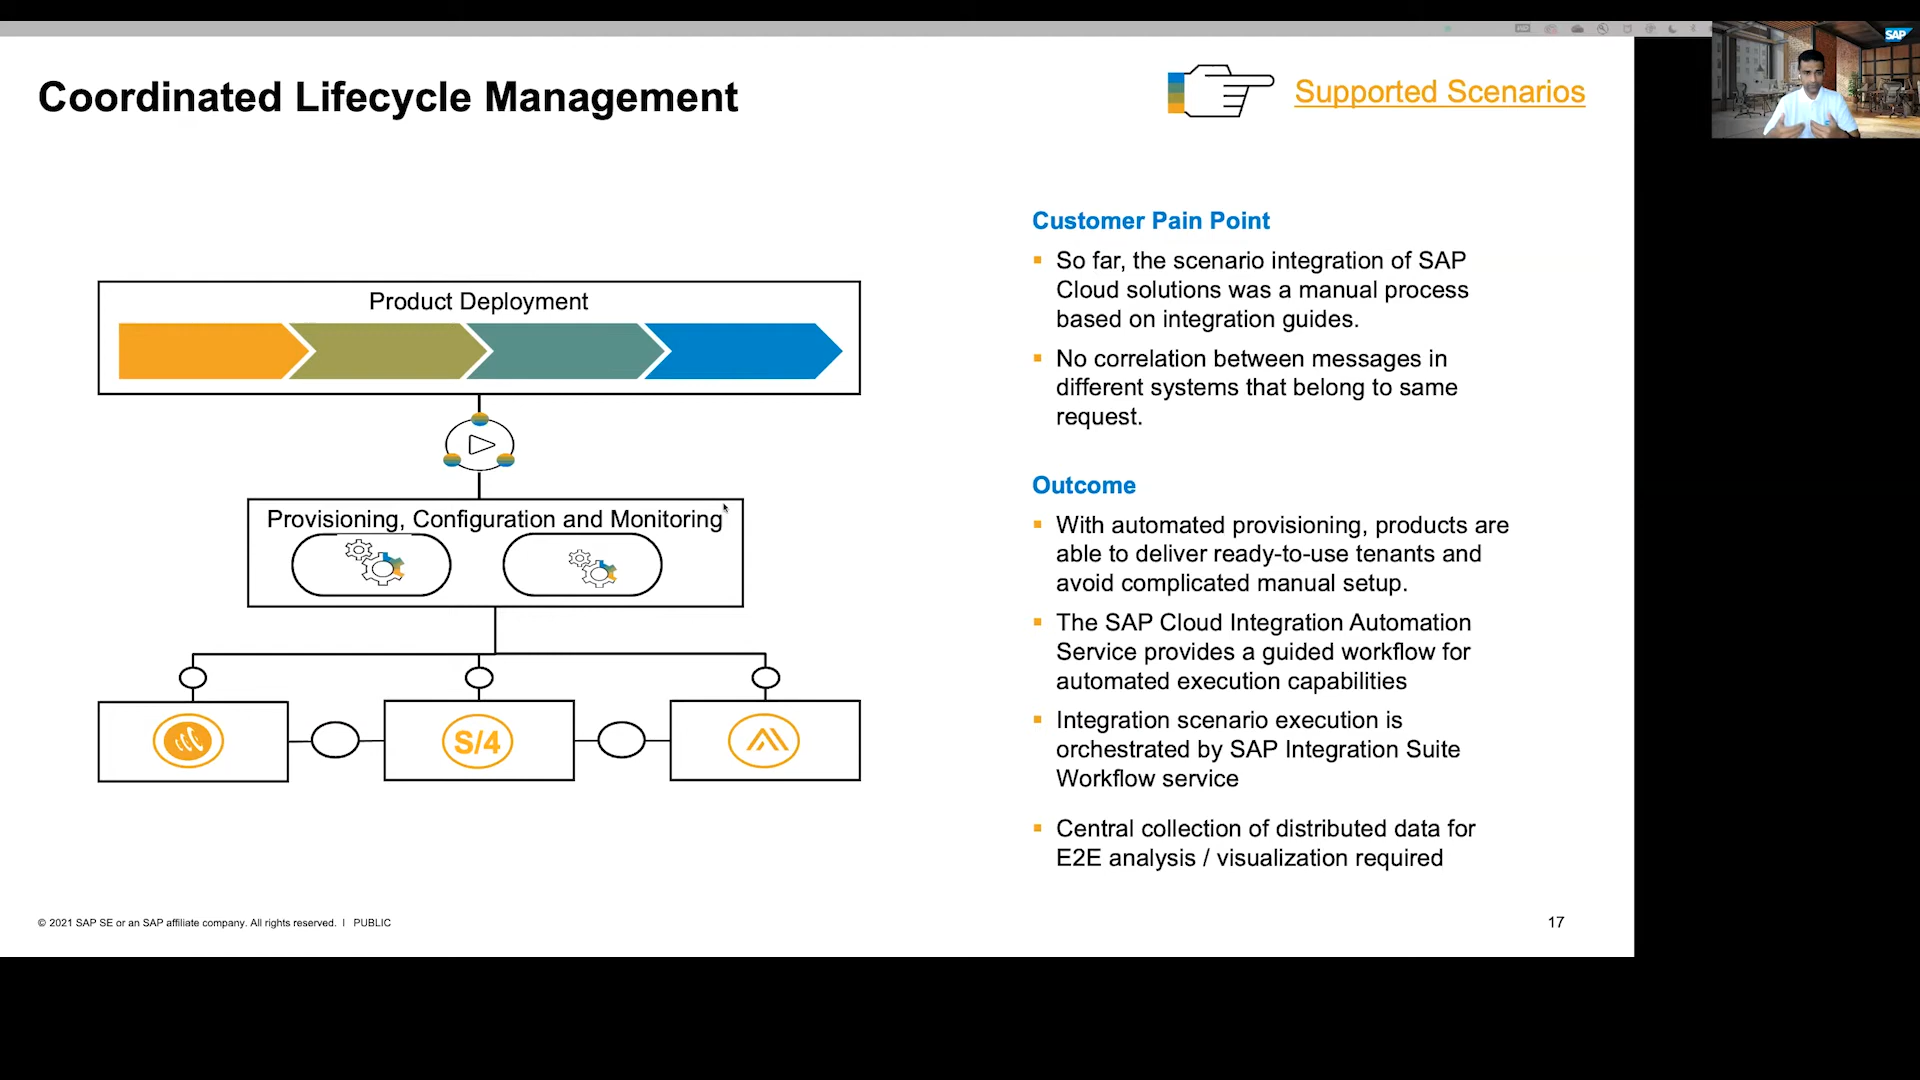 Coordinated Lifecycle Management
Supported Scenarios
SAP
Product Deployment
Provisioning, Configuration and Monitoring
S/4
Customer Pain Point
So far, the scenario integration of SAP
Cloud solutions was a manual process
based on integration guides.
No correlation between messages in
different systems that belong to same
request.
Outcome
With automated provisioning, products are
able to deliver ready-to-use tenants and
avoid complicated manual setup.
The SAP Cloud Integration Automation
Service provides a guided workflow for
automated execution capabilities
Integration scenario execution is
orchestrated by SAP Integration Suite
Workflow service
Central collection of distributed data for
E2E analysis / visualization required
© 2021 SAP SE or an SAP affiliate company. All rights reserved. I PUBLIC
17